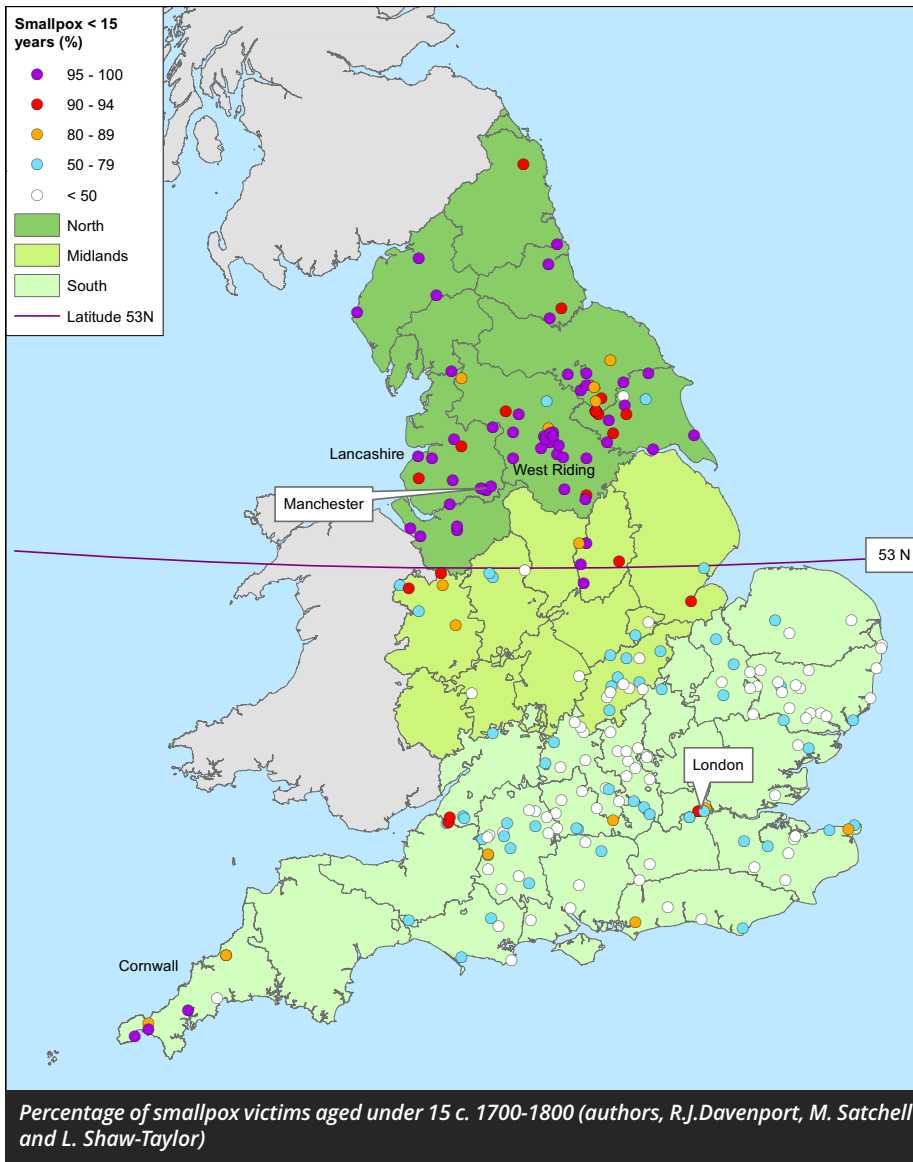 Smallpox < 15
years (%)
95 - 100
90 - 94
80 - 89
50 - 79
< 50
North
Midlands
South
Latitude 53N
Lancashire
West Riding
Manchester
53 N
London
Cornwall
Percentage of smallpox victims aged under 15 c. 1700-1800 (authors, R.J.Davenport, M. Satchell
and L. Shaw-Taylor)